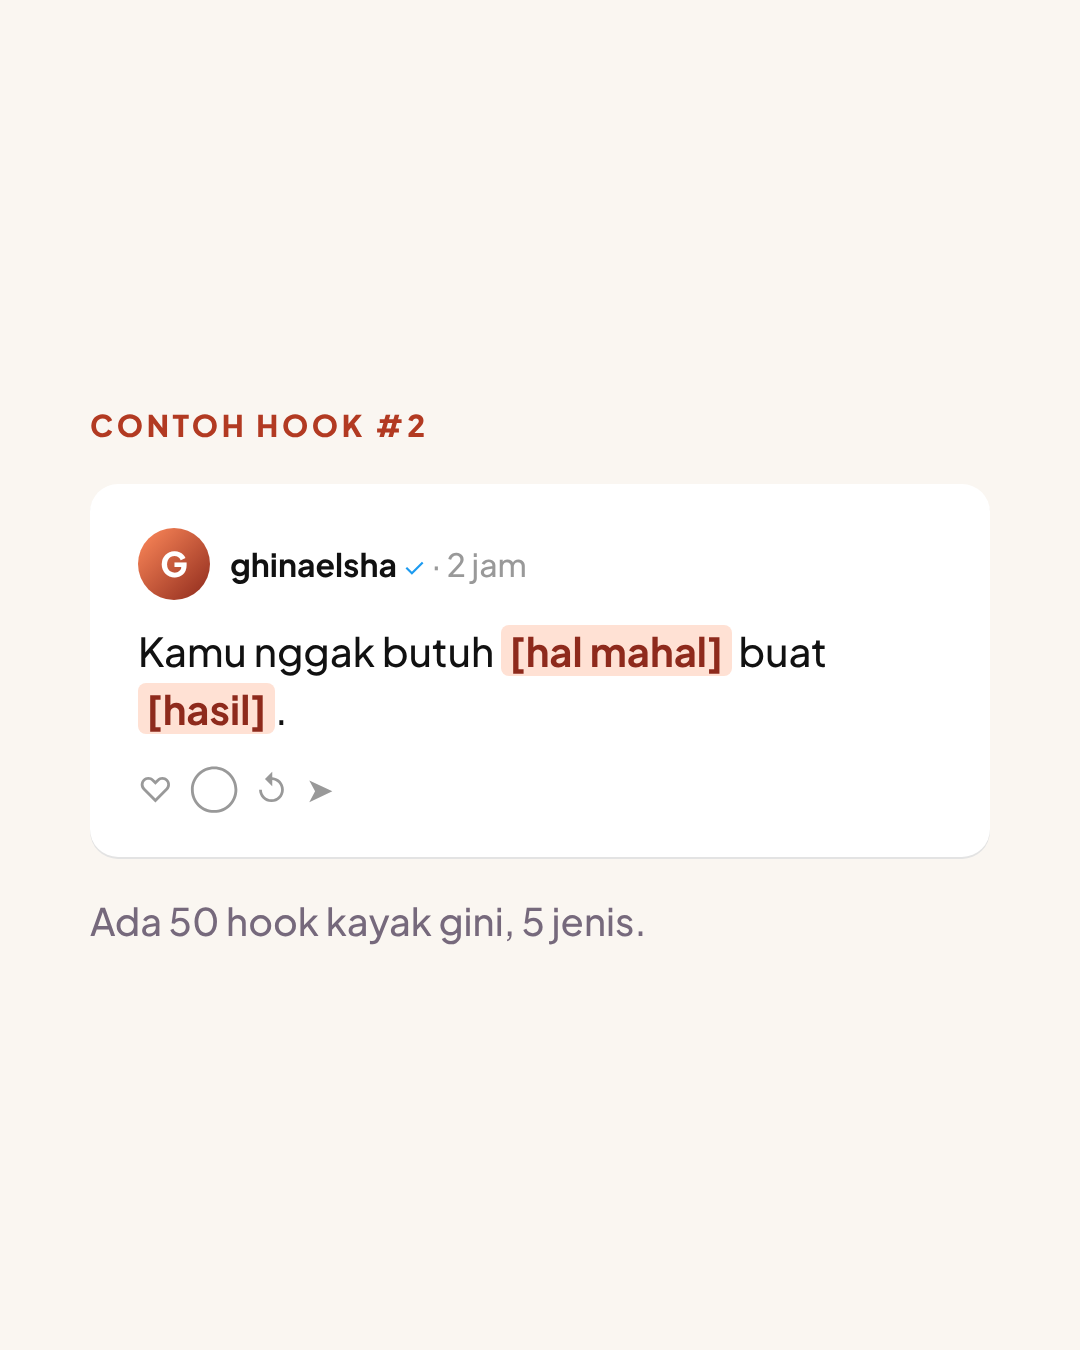 CONTOH HOOK #2
G
ghinaelsha ✓ · 2 jam
Kamu nggak butuh [hal mahal] buat
[hasil].
Ada 50 hook kayak gini, 5 jenis.